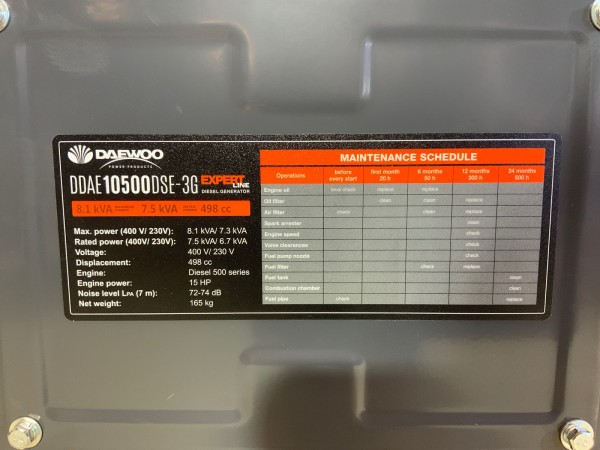 DAEWOO
POWER PRODUCTS
DDAE10500DSE-3G EXPERT LINE
DIESEL GENERATOR
8.1 kVA 7.5 kVA 498 cc
Max. power (400 V/ 230V): 8.1 kVA/ 7.3 kVA
Rated power (400V/ 230V): 7.5 kVA/ 6.7 kVA
Voltage: 400 V/ 230 V
Displacement: 498 cc
Engine: Diesel 500 series
Engine power: 15 HP
Noise level LPA (7 m): 72-74 dB
Net weight: 165 kg
MAINTENANCE SCHEDULE
Operations before every start first month 20 h 6 months 50 h 12 months 300 h 24 months 600 h
Engine oil level check replace replace
Oil filter clean clean replace
Air filter check clean replace
Spark arrester clean
Engine speed check
Valve clearances check
Fuel pump nozzle check
Fuel filter check replace
Fuel tank clean
Combustion chamber clean
Fuel pipe check replace